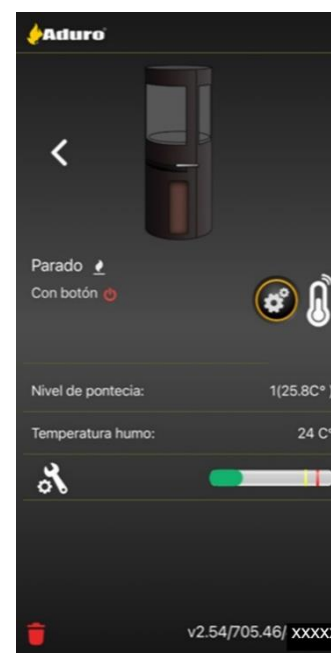 Aduro
Parado
Con botón
Nivel de pontecia: 1(25.8C° )
Temperatura humo: 24 C°
v2.54/705.46/ XXXX